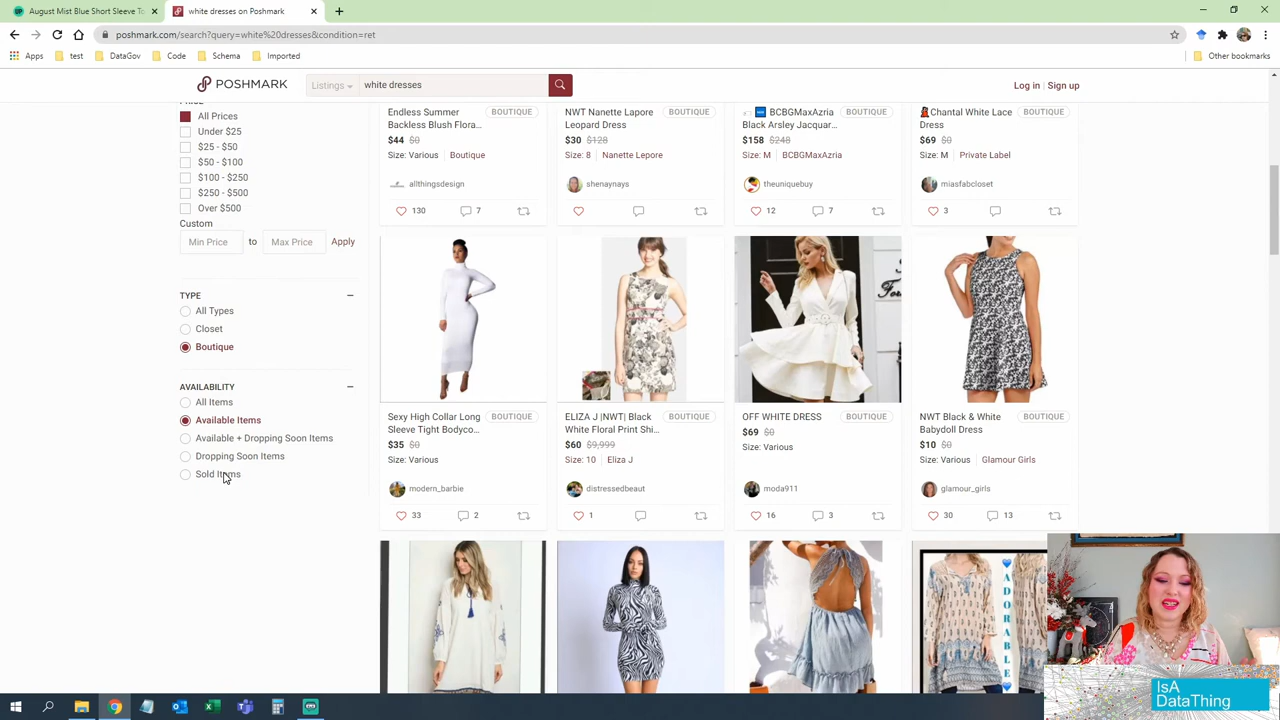 August Mist Blue Short Sleeve To
white dresses on Poshmark
poshmark.com/search?query=white%20dresses&condition=ret
Apps
test
DataGov
Code
Schema
Imported
Other bookmarks
POSHMARK
Listings
white dresses
Log in | Sign up
All Prices
Under $25
$25 - $50
$50 - $100
$100 - $250
$250 - $500
Over $500
Custom
Min Price to Max Price Apply
TYPE
All Types
Closet
Boutique
AVAILABILITY
All Items
Available Items
Available + Dropping Soon Items
Dropping Soon Items
Sold Items
Endless Summer BOUTIQUE
Backless Blush Flora...
$44 $0
Size: Various Boutique
allthingsdesign
130 7
NWT Nanette Lapore BOUTIQUE
Leopard Dress
$30 $128
Size: 8 Nanette Lepore
shenaynays
BCBGMaxAzria BOUTIQUE
Black Arsley Jacquar...
$158 $248
Size: M BCBGMaxAzria
theuniquebuy
12 7
Chantal White Lace BOUTIQUE
Dress
$69 $0
Size: M Private Label
miasfabcloset
3
Sexy High Collar Long BOUTIQUE
Sleeve Tight Bodyco...
$35 $0
Size: Various
modern_barbie
33 2
ELIZA J |NWT| Black BOUTIQUE
White Floral Print Shi...
$60 $9,999
Size: 10 Eliza J
distressedbeaut
1
OFF WHITE DRESS BOUTIQUE
$69 $0
Size: Various
moda911
16 3
NWT Black & White BOUTIQUE
Babydoll Dress
$10 $0
Size: Various Glamour Girls
glamour_girls
30 13
ADORABLE
IsA
DataThing